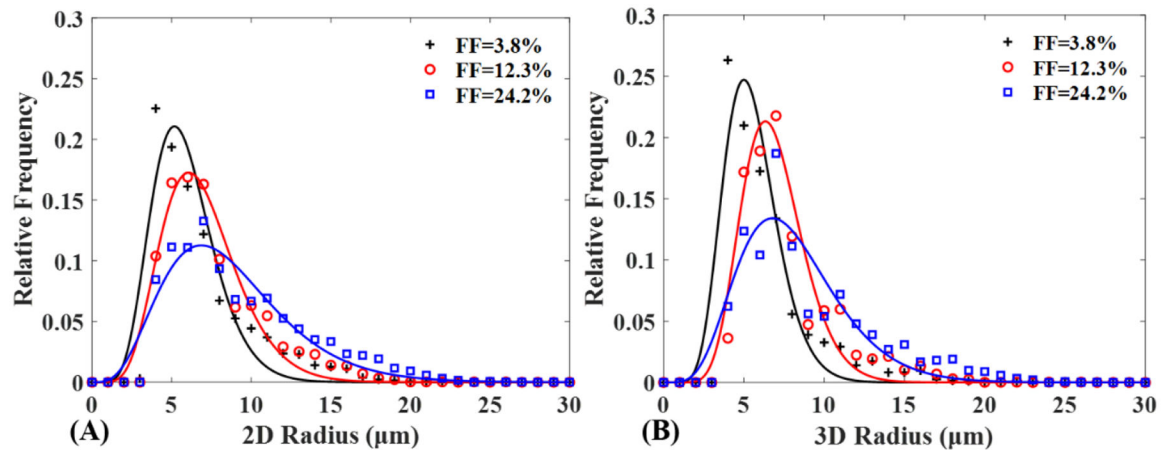 0.3
0.25
0.2
0.15
0.1
0.05
0
Relative Frequency
+ FF=3.8%
FF=12.3%
FF=24.2%
0 5 10 15 20 25 30
(A) 2D Radius (μm)
0.3
0.25
0.2
0.15
0.1
0.05
0
Relative Frequency
+ FF=3.8%
FF=12.3%
FF=24.2%
0 5 10 15 20 25 30
(B) 3D Radius (μm)